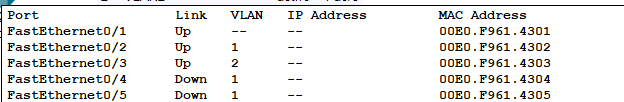 Port Link VLAN IP Address MAC Address
FastEthernet0/1 Up -- -- 00E0.F961.4301
FastEthernet0/2 Up 1 -- 00E0.F961.4302
FastEthernet0/3 Up 2 -- 00E0.F961.4303
FastEthernet0/4 Down 1 -- 00E0.F961.4304
FastEthernet0/5 Down 1 -- 00E0.F961.4305